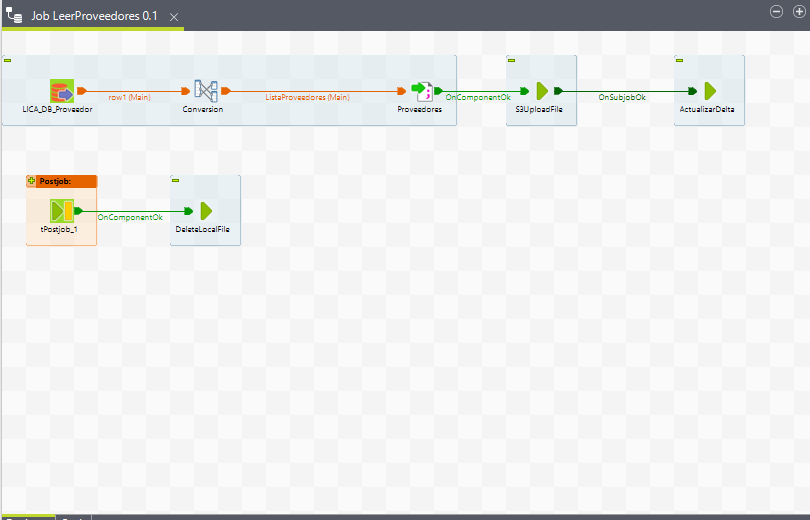 Job LeerProveedores 0.1
LICA_DB_Proveedor
row1 (Main)
Conversion
ListaProveedores (Main)
Proveedores
OnComponentOk
S3UploadFile
OnSubjobOk
ActualizarDelta
Postjob:
tPostjob_1
OnComponentOk
DeleteLocalFile